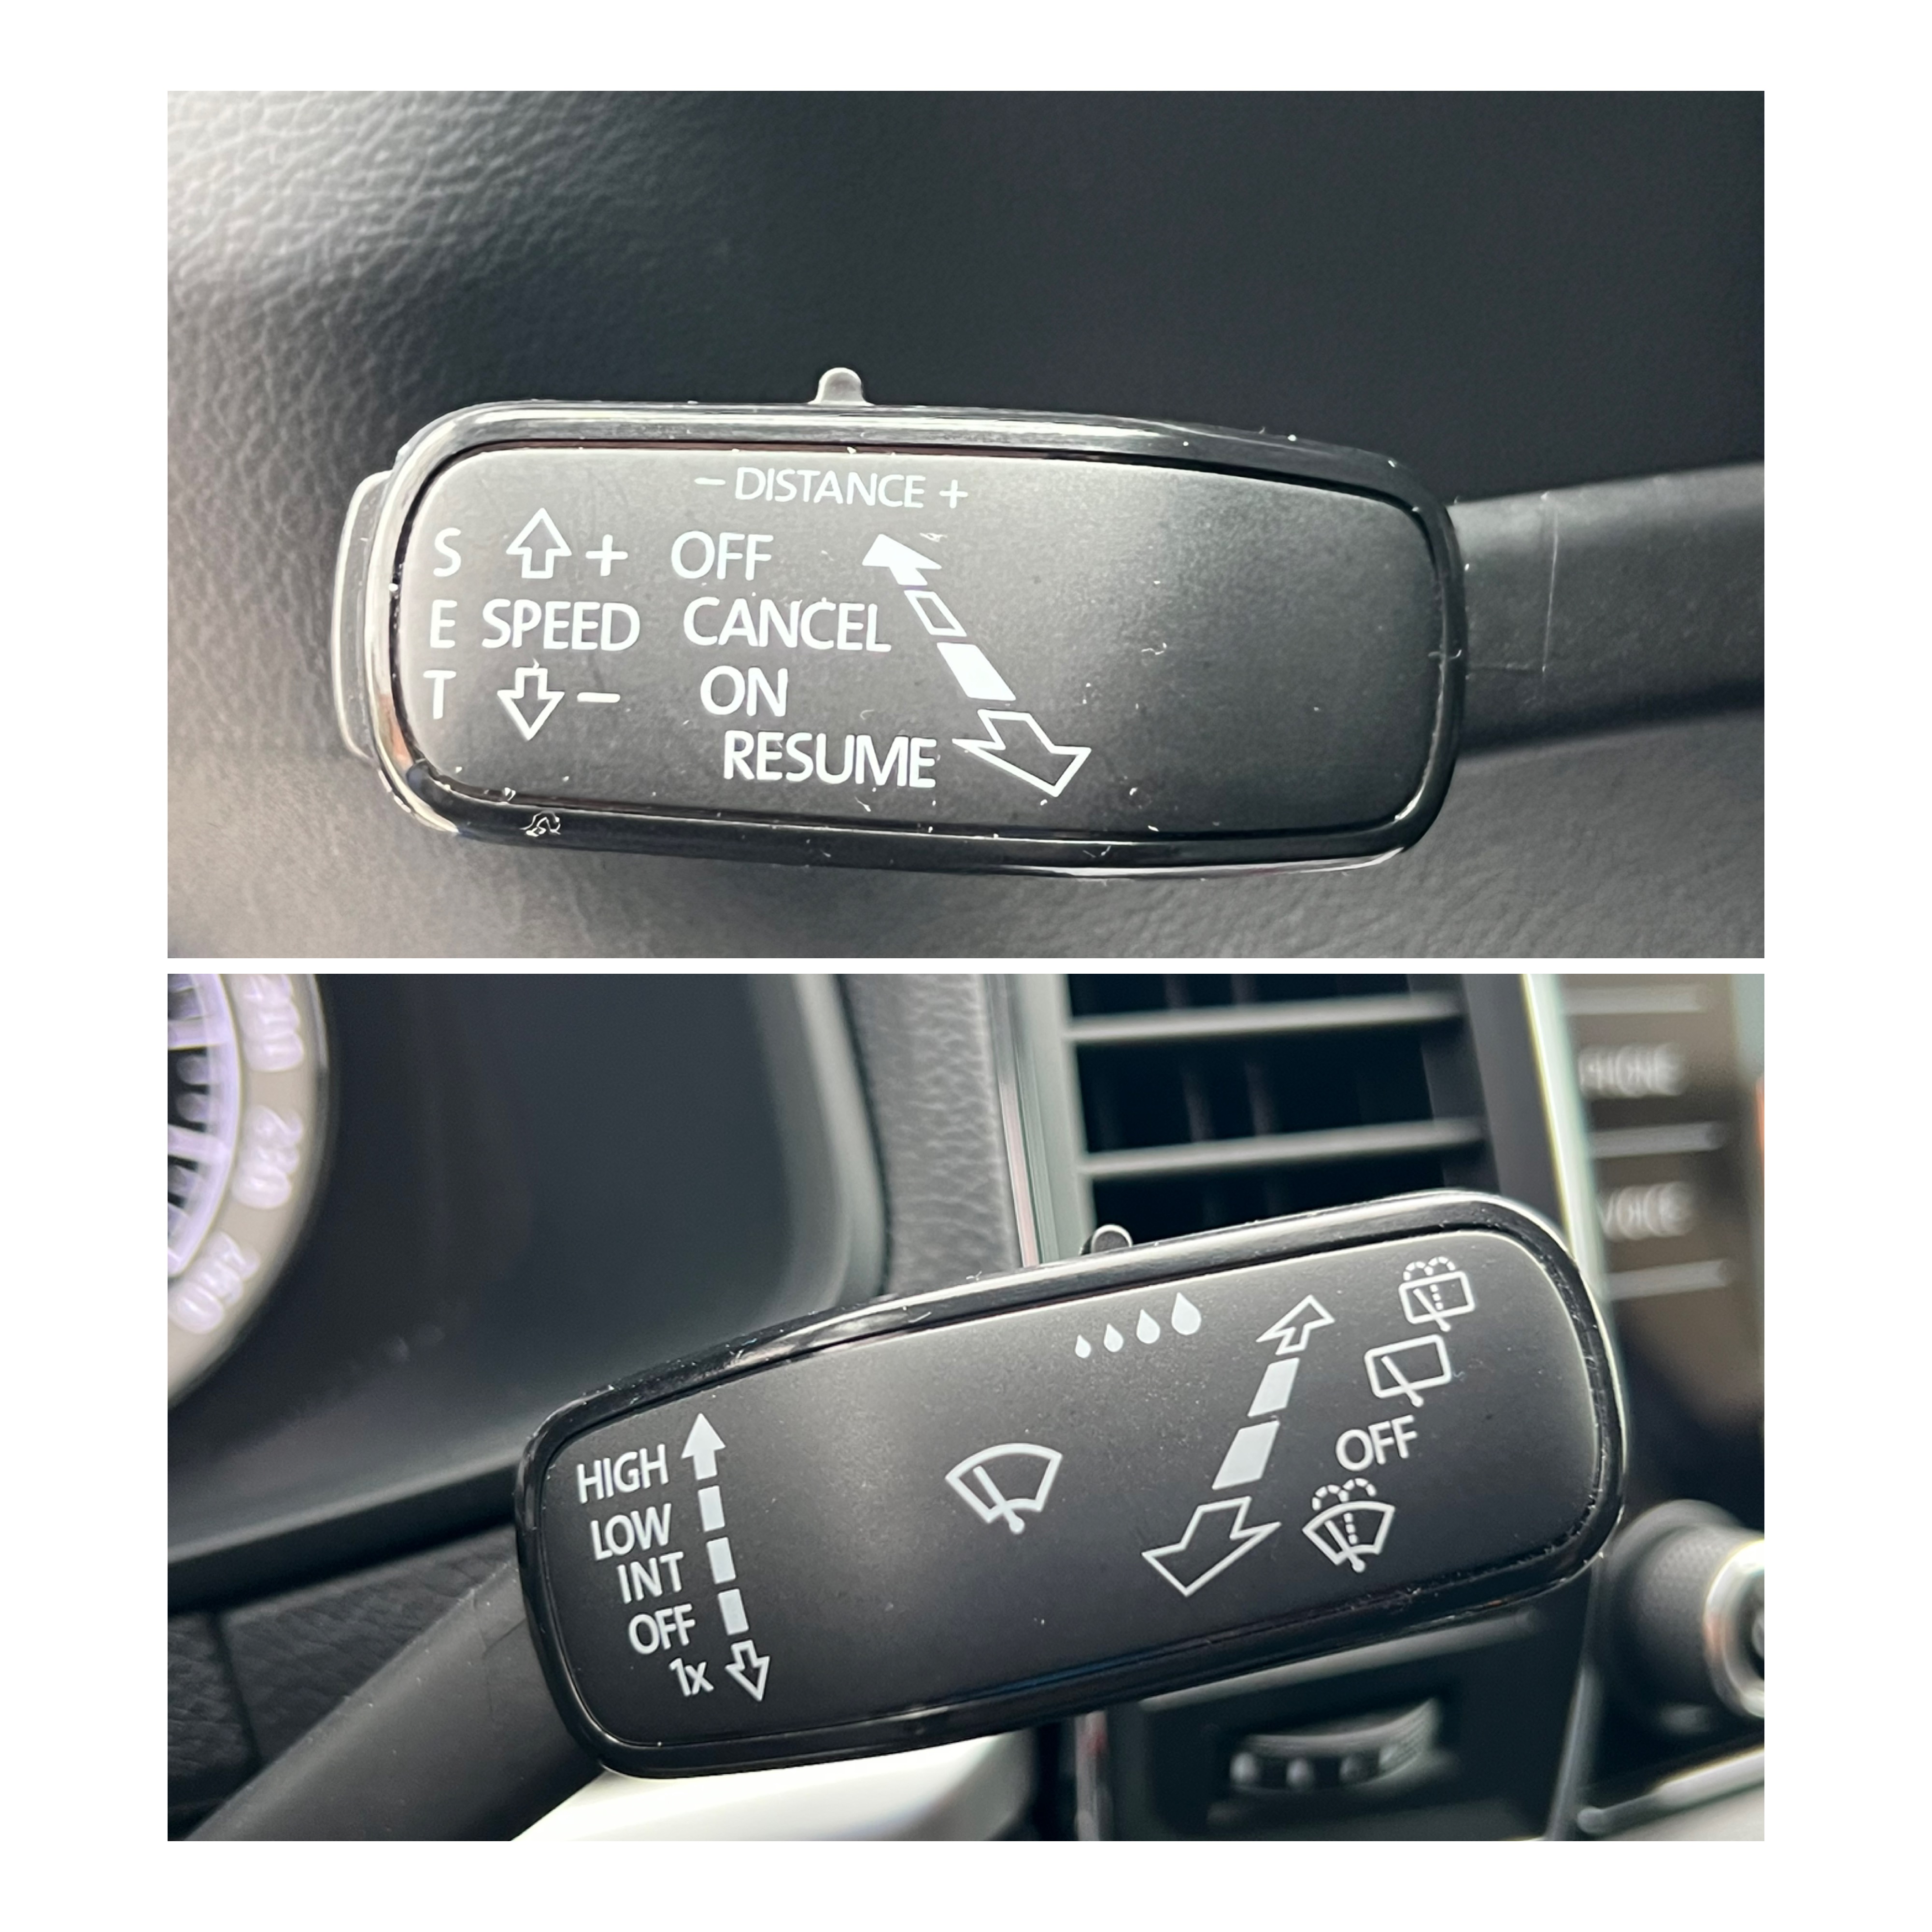 – DISTANCE +
S + OFF
E SPEED CANCEL
T – ON
RESUME
PHONE
VOICE
HIGH
LOW
INT
OFF
1x
OFF